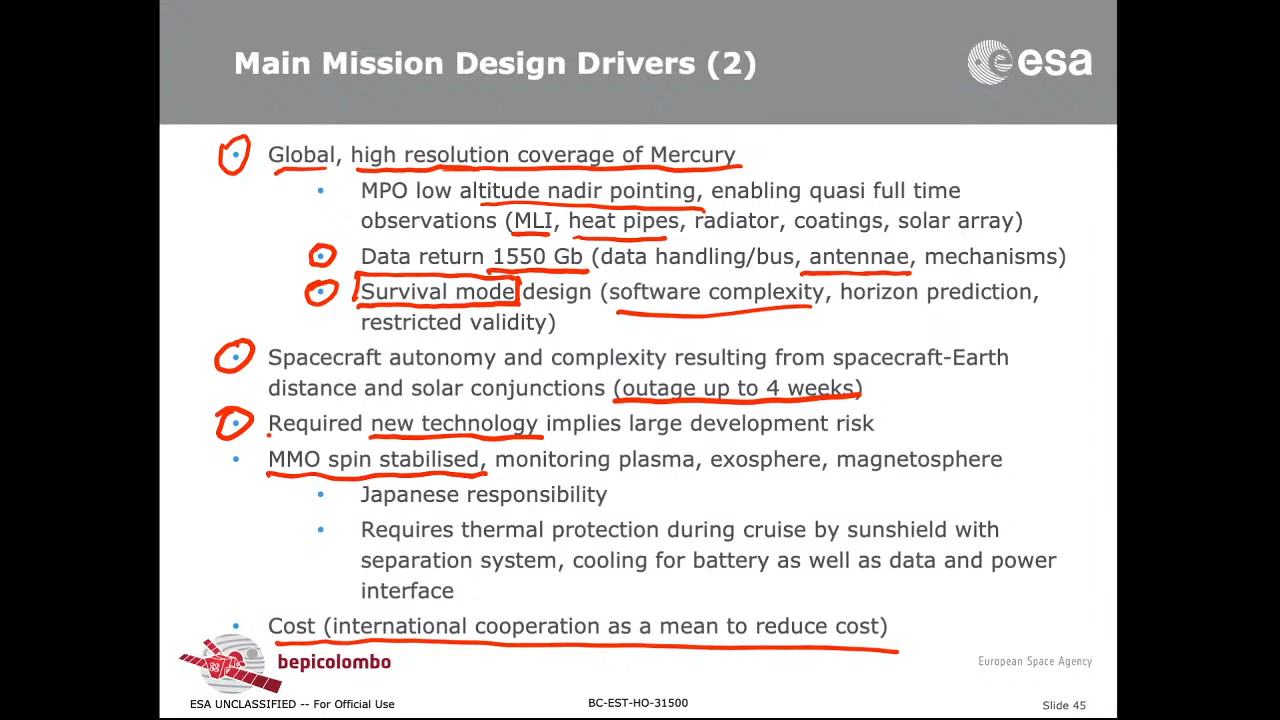 Main Mission Design Drivers (2)
esa
• Global, high resolution coverage of Mercury
• MPO low altitude nadir pointing, enabling quasi full time
observations (MLI, heat pipes, radiator, coatings, solar array)
• Data return 1550 Gb (data handling/bus, antennae, mechanisms)
• Survival mode design (software complexity, horizon prediction,
restricted validity)
• Spacecraft autonomy and complexity resulting from spacecraft-Earth
distance and solar conjunctions (outage up to 4 weeks)
• Required new technology implies large development risk
• MMO spin stabilised, monitoring plasma, exosphere, magnetosphere
• Japanese responsibility
• Requires thermal protection during cruise by sunshield with
separation system, cooling for battery as well as data and power
interface
• Cost (international cooperation as a mean to reduce cost)
bepicolombo
European Space Agency
ESA UNCLASSIFIED -- For Official Use
BC-EST-HO-31500
Slide 45